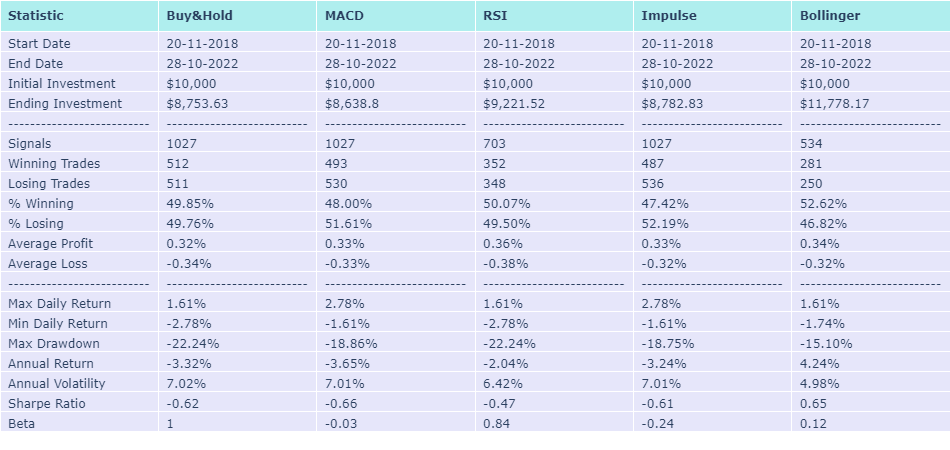 Statistic Buy&Hold MACD RSI Impulse Bollinger
Start Date 20-11-2018 20-11-2018 20-11-2018 20-11-2018 20-11-2018
End Date 28-10-2022 28-10-2022 28-10-2022 28-10-2022 28-10-2022
Initial Investment $10,000 $10,000 $10,000 $10,000 $10,000
Ending Investment $8,753.63 $8,638.8 $9,221.52 $8,782.83 $11,778.17
-------------------------- -------------------------- -------------------------- -------------------------- -------------------------- --------------------------
Signals 1027 1027 703 1027 534
Winning Trades 512 493 352 487 281
Losing Trades 511 530 348 536 250
% Winning 49.85% 48.00% 50.07% 47.42% 52.62%
% Losing 49.76% 51.61% 49.50% 52.19% 46.82%
Average Profit 0.32% 0.33% 0.36% 0.33% 0.34%
Average Loss -0.34% -0.33% -0.38% -0.32% -0.32%
-------------------------- -------------------------- -------------------------- -------------------------- -------------------------- --------------------------
Max Daily Return 1.61% 2.78% 1.61% 2.78% 1.61%
Min Daily Return -2.78% -1.61% -2.78% -1.61% -1.74%
Max Drawdown -22.24% -18.86% -22.24% -18.75% -15.10%
Annual Return -3.32% -3.65% -2.04% -3.24% 4.24%
Annual Volatility 7.02% 7.01% 6.42% 7.01% 4.98%
Sharpe Ratio -0.62 -0.66 -0.47 -0.61 0.65
Beta 1 -0.03 0.84 -0.24 0.12